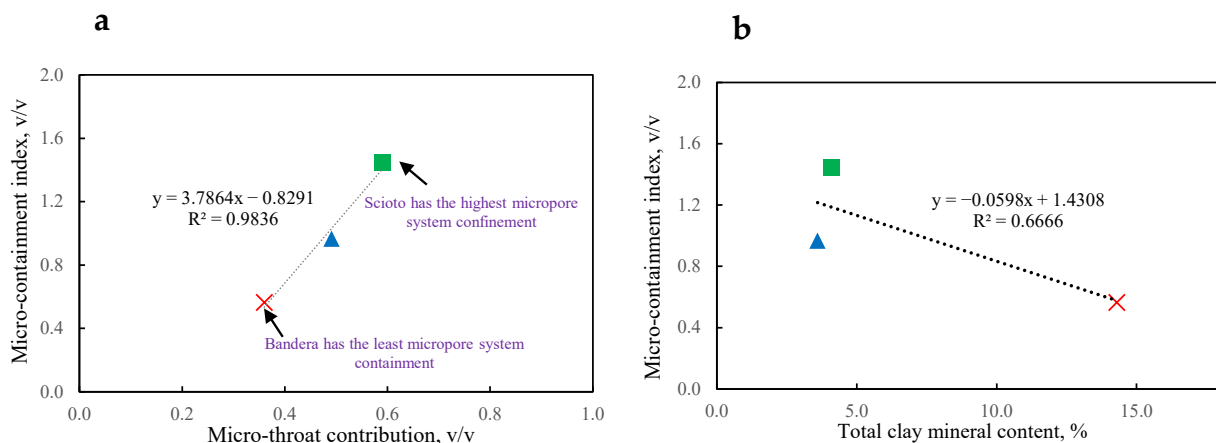 a
Micro-containment index, v/v
2.0
1.6
1.2
0.8
0.4
0.0
y = 3.7864x − 0.8291
R² = 0.9836
Scioto has the highest micropore
system confinement
Bandera has the least micropore system
containment
0.0 0.2 0.4 0.6 0.8 1.0
Micro-throat contribution, v/v
b
Micro-containment index, v/v
2.0
1.6
1.2
0.8
0.4
0.0
y = −0.0598x + 1.4308
R² = 0.6666
0.0 5.0 10.0 15.0
Total clay mineral content, %